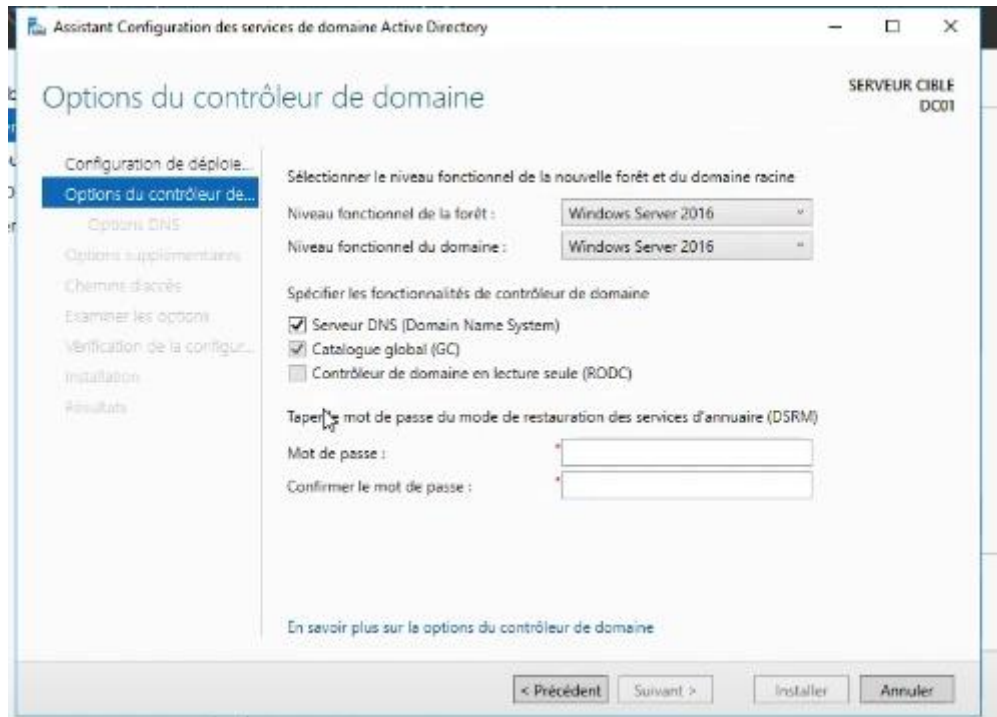 Assistant Configuration des services de domaine Active Directory
Options du contrôleur de domaine
SERVEUR CIBLE
DC01
Configuration de déploie...
Options du contrôleur de...
Options DNS
Options supplémentaires
Chemins d'accès
Examiner les options
Vérification de la configur...
Installation
Résultats
Sélectionner le niveau fonctionnel de la nouvelle forêt et du domaine racine
Niveau fonctionnel de la forêt : Windows Server 2016
Niveau fonctionnel du domaine : Windows Server 2016
Spécifier les fonctionnalités de contrôleur de domaine
Serveur DNS (Domain Name System)
Catalogue global (GC)
Contrôleur de domaine en lecture seule (RODC)
Taper le mot de passe du mode de restauration des services d'annuaire (DSRM)
Mot de passe : *
Confirmer le mot de passe : *
En savoir plus sur la options du contrôleur de domaine
< Précédent Suivant > Installer Annuler